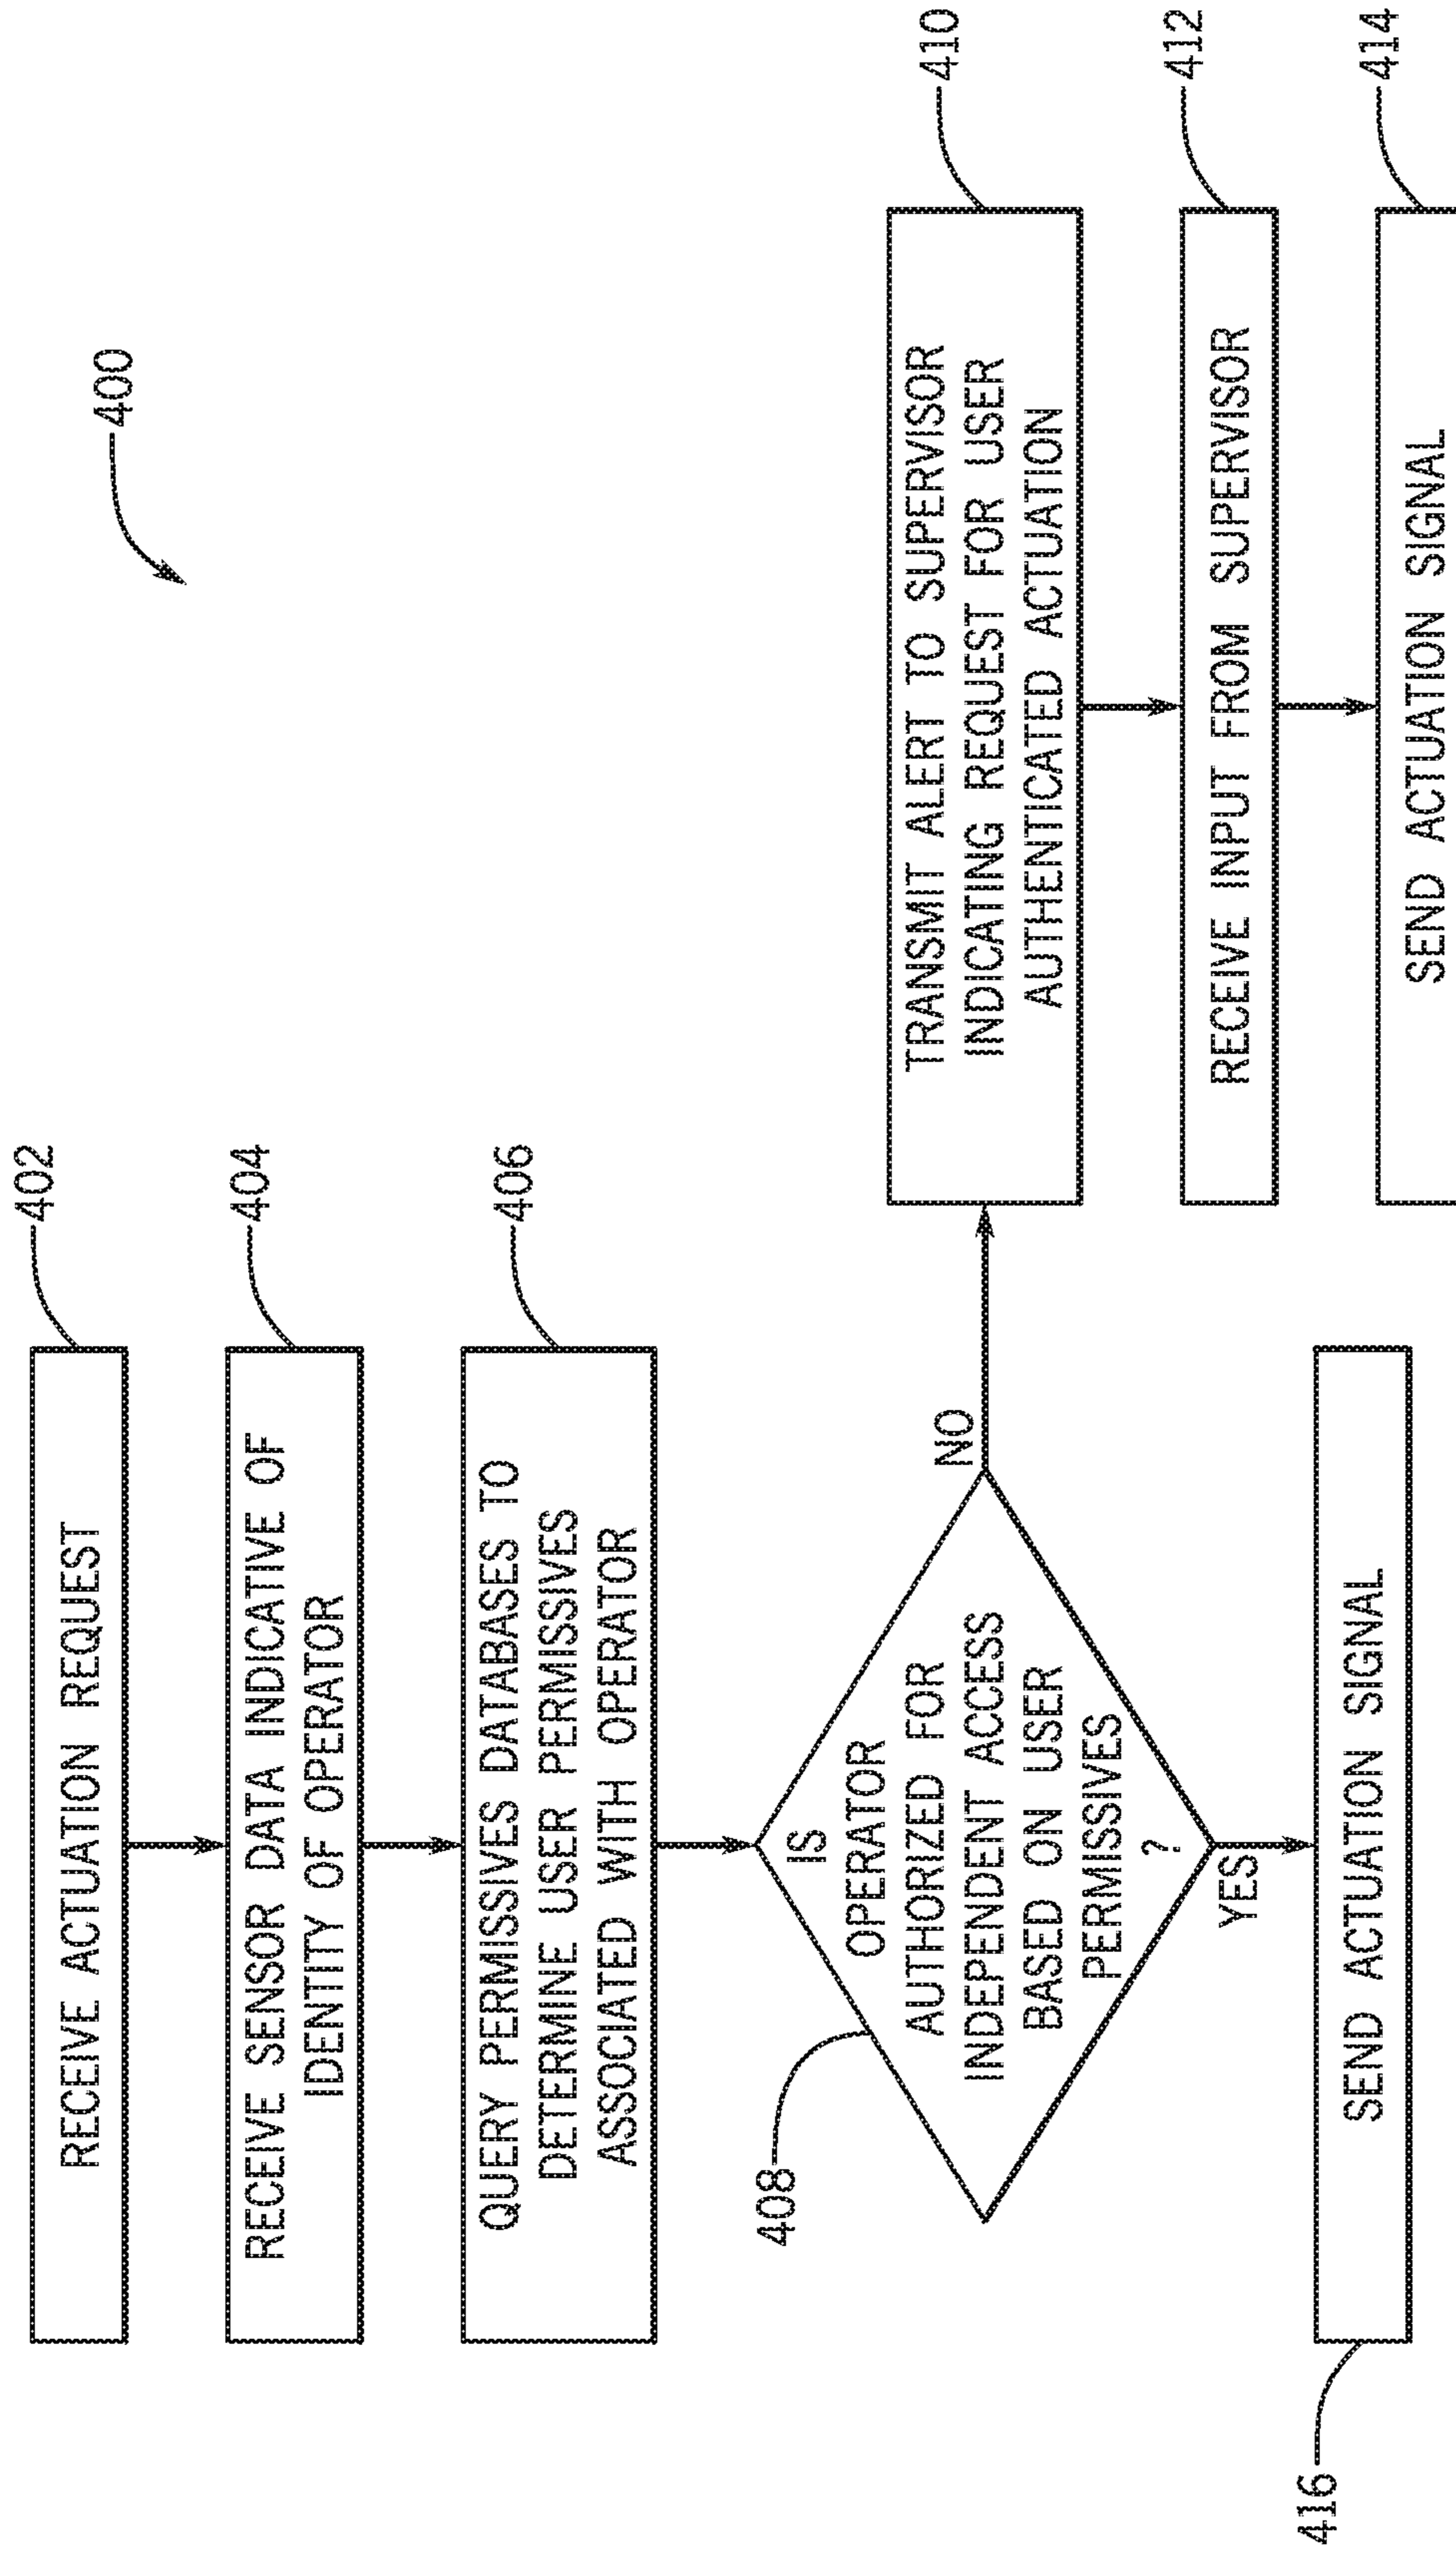 400
402
RECEIVE ACTUATION REQUEST
404
RECEIVE SENSOR DATA INDICATIVE OF
IDENTITY OF OPERATOR
406
QUERY PERMISSIVES DATABASES TO
DETERMINE USER PERMISSIVES
ASSOCIATED WITH OPERATOR
408
IS
OPERATOR
AUTHORIZED FOR
INDEPENDENT ACCESS
BASED ON USER
PERMISSIVES
?
NO
YES
410
TRANSMIT ALERT TO SUPERVISOR
INDICATING REQUEST FOR USER
AUTHENTICATED ACTUATION
412
RECEIVE INPUT FROM SUPERVISOR
414
SEND ACTUATION SIGNAL
416
SEND ACTUATION SIGNAL